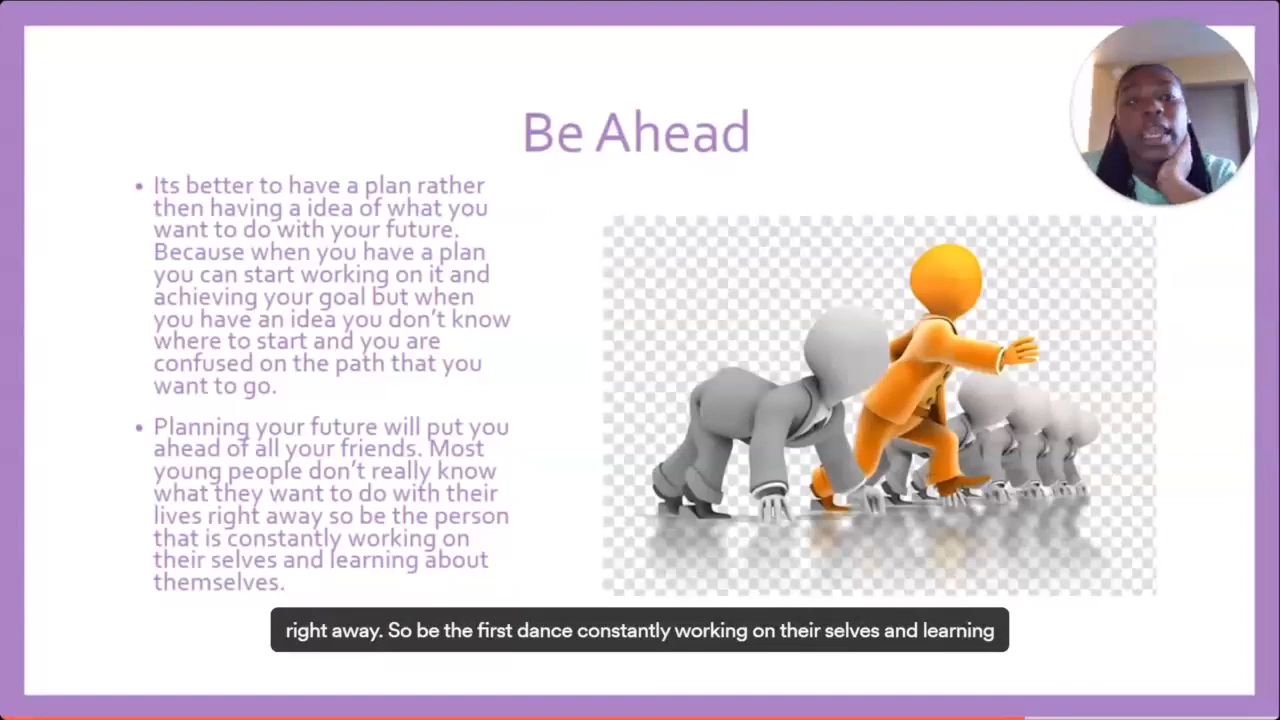 Be Ahead
• Its better to have a plan rather
then having a idea of what you
want to do with your future.
Because when you have a plan
you can start working on it and
achieving your goal but when
you have an idea you don’t know
where to start and you are
confused on the path that you
want to go.
• Planning your future will put you
ahead of all your friends. Most
young people don’t really know
what they want to do with their
lives right away so be the person
that is constantly working on
their selves and learning about
themselves.
right away. So be the first dance constantly working on their selves and learning